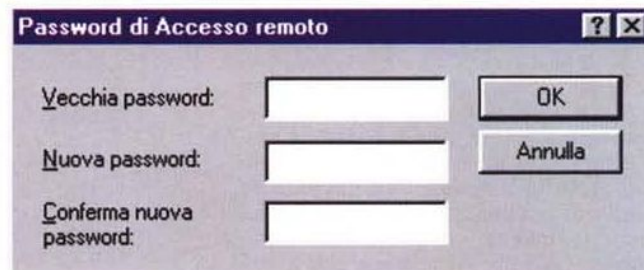 Password di Accesso remoto
Vecchia password:
OK
Nuova password:
Annulla
Conferma nuova
password: